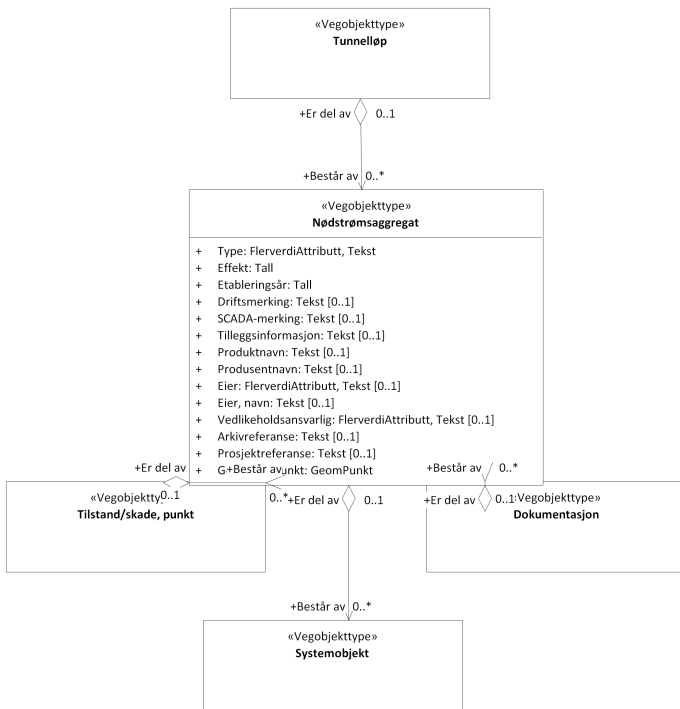 «Vegobjekttype»
Tunnelløp
+Er del av 0..1
+Består av 0..*
«Vegobjekttype»
Nødstrømsaggregat
+ Type: FlerverdiAttributt, Tekst
+ Effekt: Tall
+ Etableringsår: Tall
+ Driftsmerking: Tekst [0..1]
+ SCADA-merking: Tekst [0..1]
+ Tilleggsinformasjon: Tekst [0..1]
+ Produktnavn: Tekst [0..1]
+ Produsentnavn: Tekst [0..1]
+ Eier: FlerverdiAttributt, Tekst [0..1]
+ Eier, navn: Tekst [0..1]
+ Vedlikeholdsansvarlig: FlerverdiAttributt, Tekst [0..1]
+ Arkivreferanse: Tekst [0..1]
+ Prosjektreferanse: Tekst [0..1]
+Er del av + G +Består av unkt: GeomPunkt +Består av 0..*
«Vegobjektty 0..1 0..* +Er del av 0..1 +Er del av 0..1 :Vegobjekttype»
Tilstand/skade, punkt Dokumentasjon
+Består av 0..*
«Vegobjekttype»
Systemobjekt